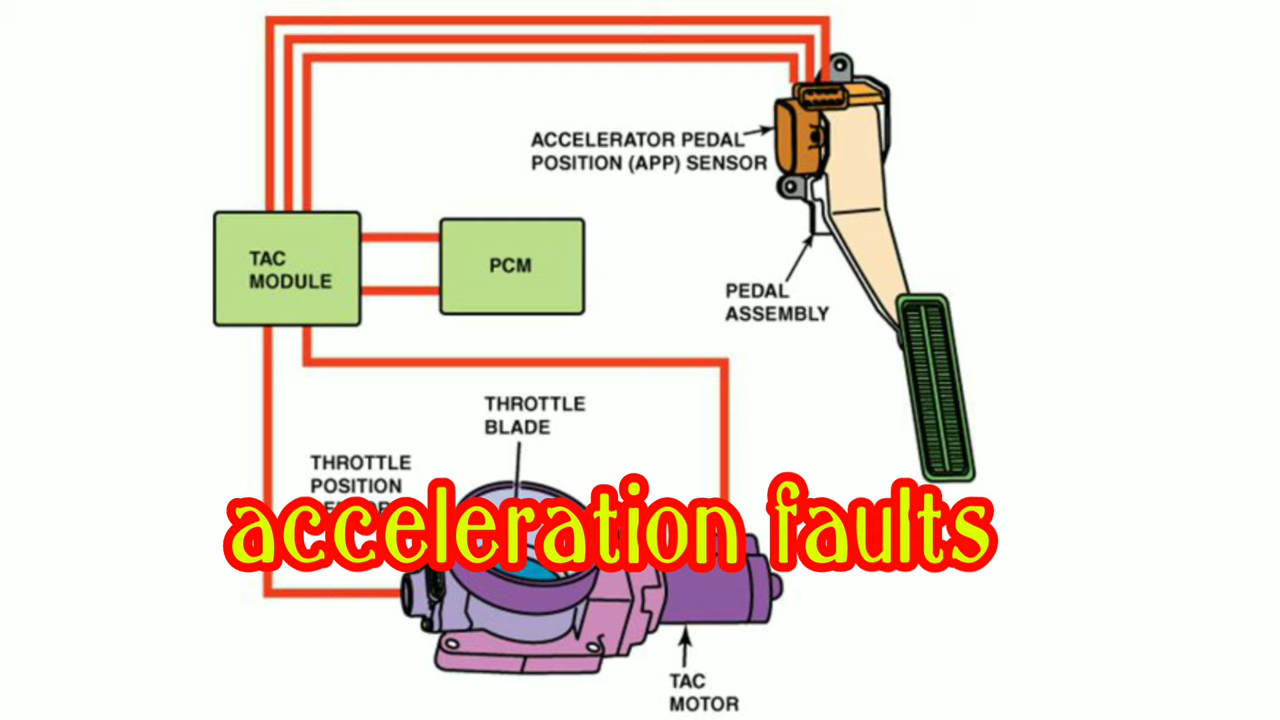 ACCELERATOR PEDAL
POSITION (APP) SENSOR
TAC
MODULE
PCM
PEDAL
ASSEMBLY
THROTTLE
BLADE
THROTTLE
POSITION
acceleration faults
TAC
MOTOR